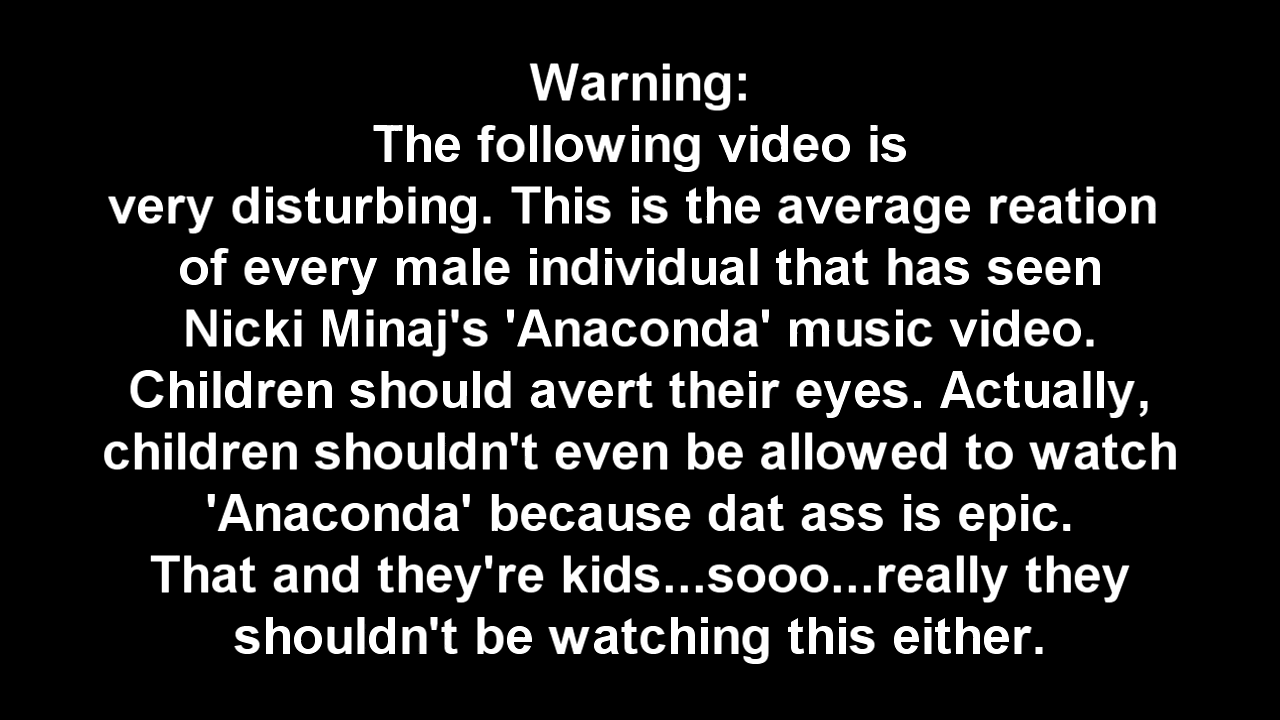 Warning:
The following video is
very disturbing. This is the average reation
of every male individual that has seen
Nicki Minaj's 'Anaconda' music video.
Children should avert their eyes. Actually,
children shouldn't even be allowed to watch
'Anaconda' because dat ass is epic.
That and they're kids...sooo...really they
shouldn't be watching this either.